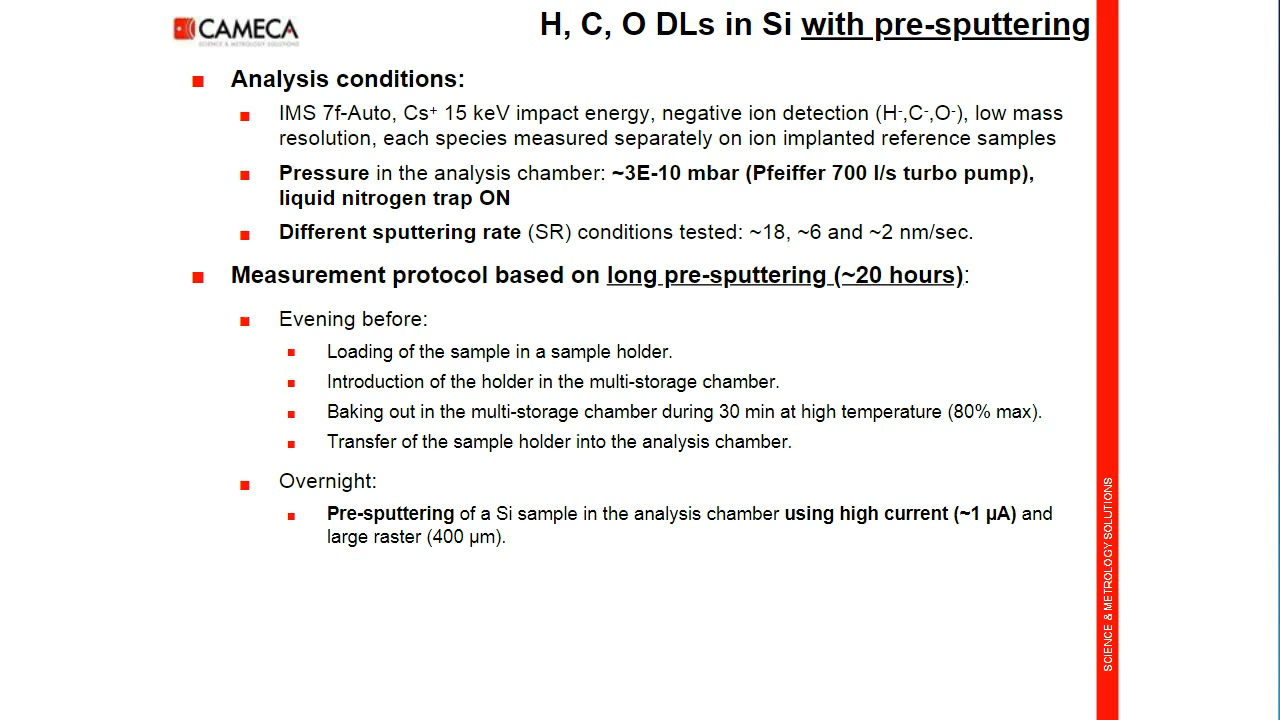 CAMECA
SCIENCE & METROLOGY SOLUTIONS
H, C, O DLs in Si with pre-sputtering
Analysis conditions:
IMS 7f-Auto, Cs⁺ 15 keV impact energy, negative ion detection (H⁻,C⁻,O⁻), low mass
resolution, each species measured separately on ion implanted reference samples
Pressure in the analysis chamber: ~3E-10 mbar (Pfeiffer 700 l/s turbo pump),
liquid nitrogen trap ON
Different sputtering rate (SR) conditions tested: ~18, ~6 and ~2 nm/sec.
Measurement protocol based on long pre-sputtering (~20 hours):
Evening before:
Loading of the sample in a sample holder.
Introduction of the holder in the multi-storage chamber.
Baking out in the multi-storage chamber during 30 min at high temperature (80% max).
Transfer of the sample holder into the analysis chamber.
Overnight:
Pre-sputtering of a Si sample in the analysis chamber using high current (~1 µA) and
large raster (400 µm).
SCIENCE & METROLOGY SOLUTIONS